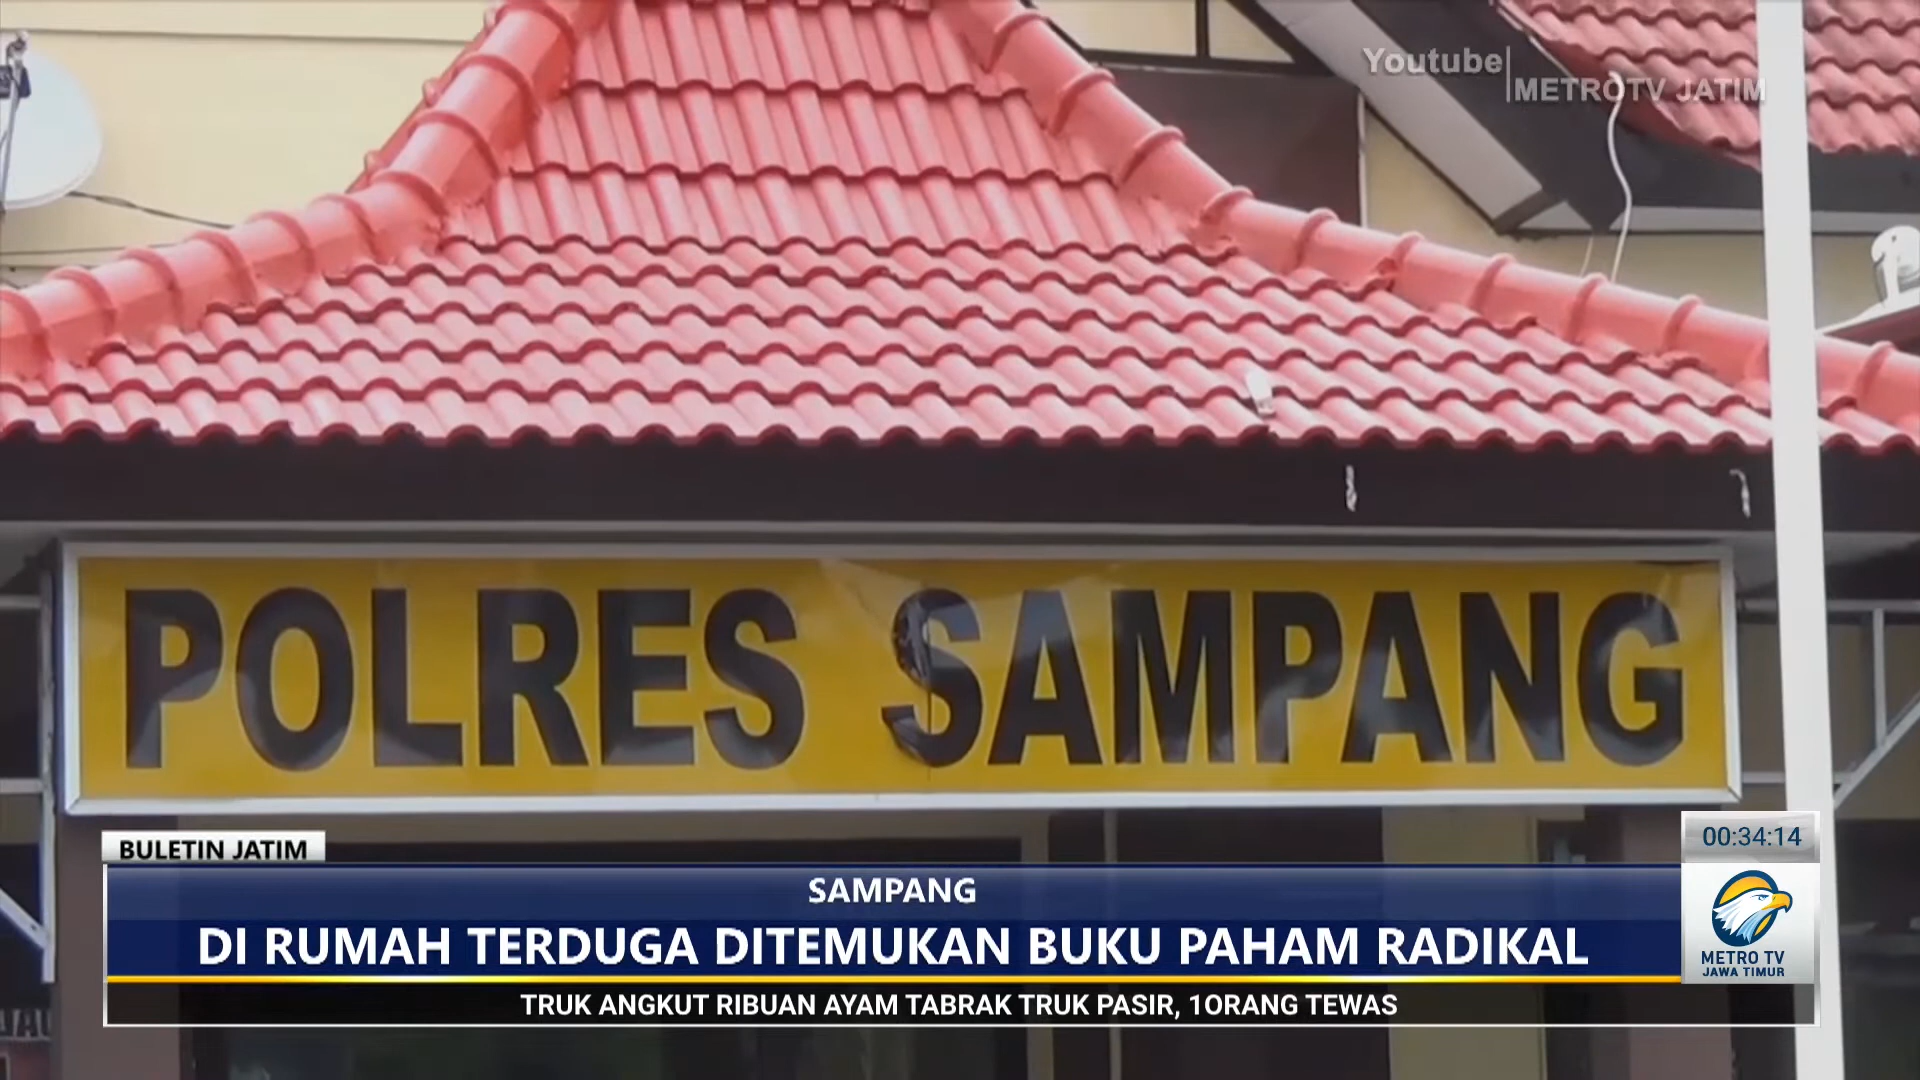 Youtube
METROTV JATIM
POLRES SAMPANG
BULETIN JATIM
00:34:14
SAMPANG
DI RUMAH TERDUGA DITEMUKAN BUKU PAHAM RADIKAL
METRO TV
JAWA TIMUR
TRUK ANGKUT RIBUAN AYAM TABRAK TRUK PASIR, 1ORANG TEWAS